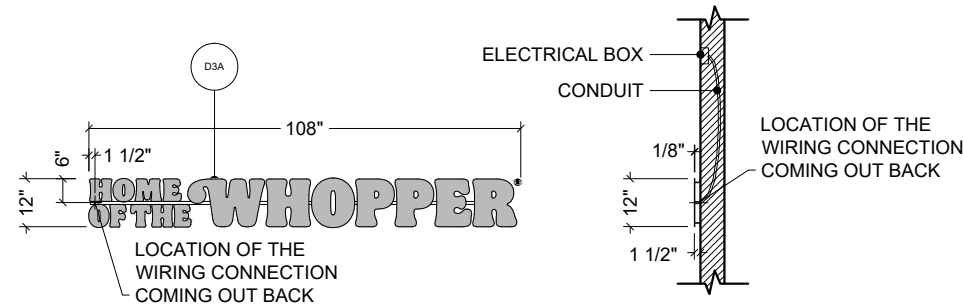 D3A
108"
1 1/2"
6"
12"
HOME
OF THE
WHOPPER®
LOCATION OF THE
WIRING CONNECTION
COMING OUT BACK
ELECTRICAL BOX
CONDUIT
LOCATION OF THE
WIRING CONNECTION
COMING OUT BACK
1/8"
12"
1 1/2"